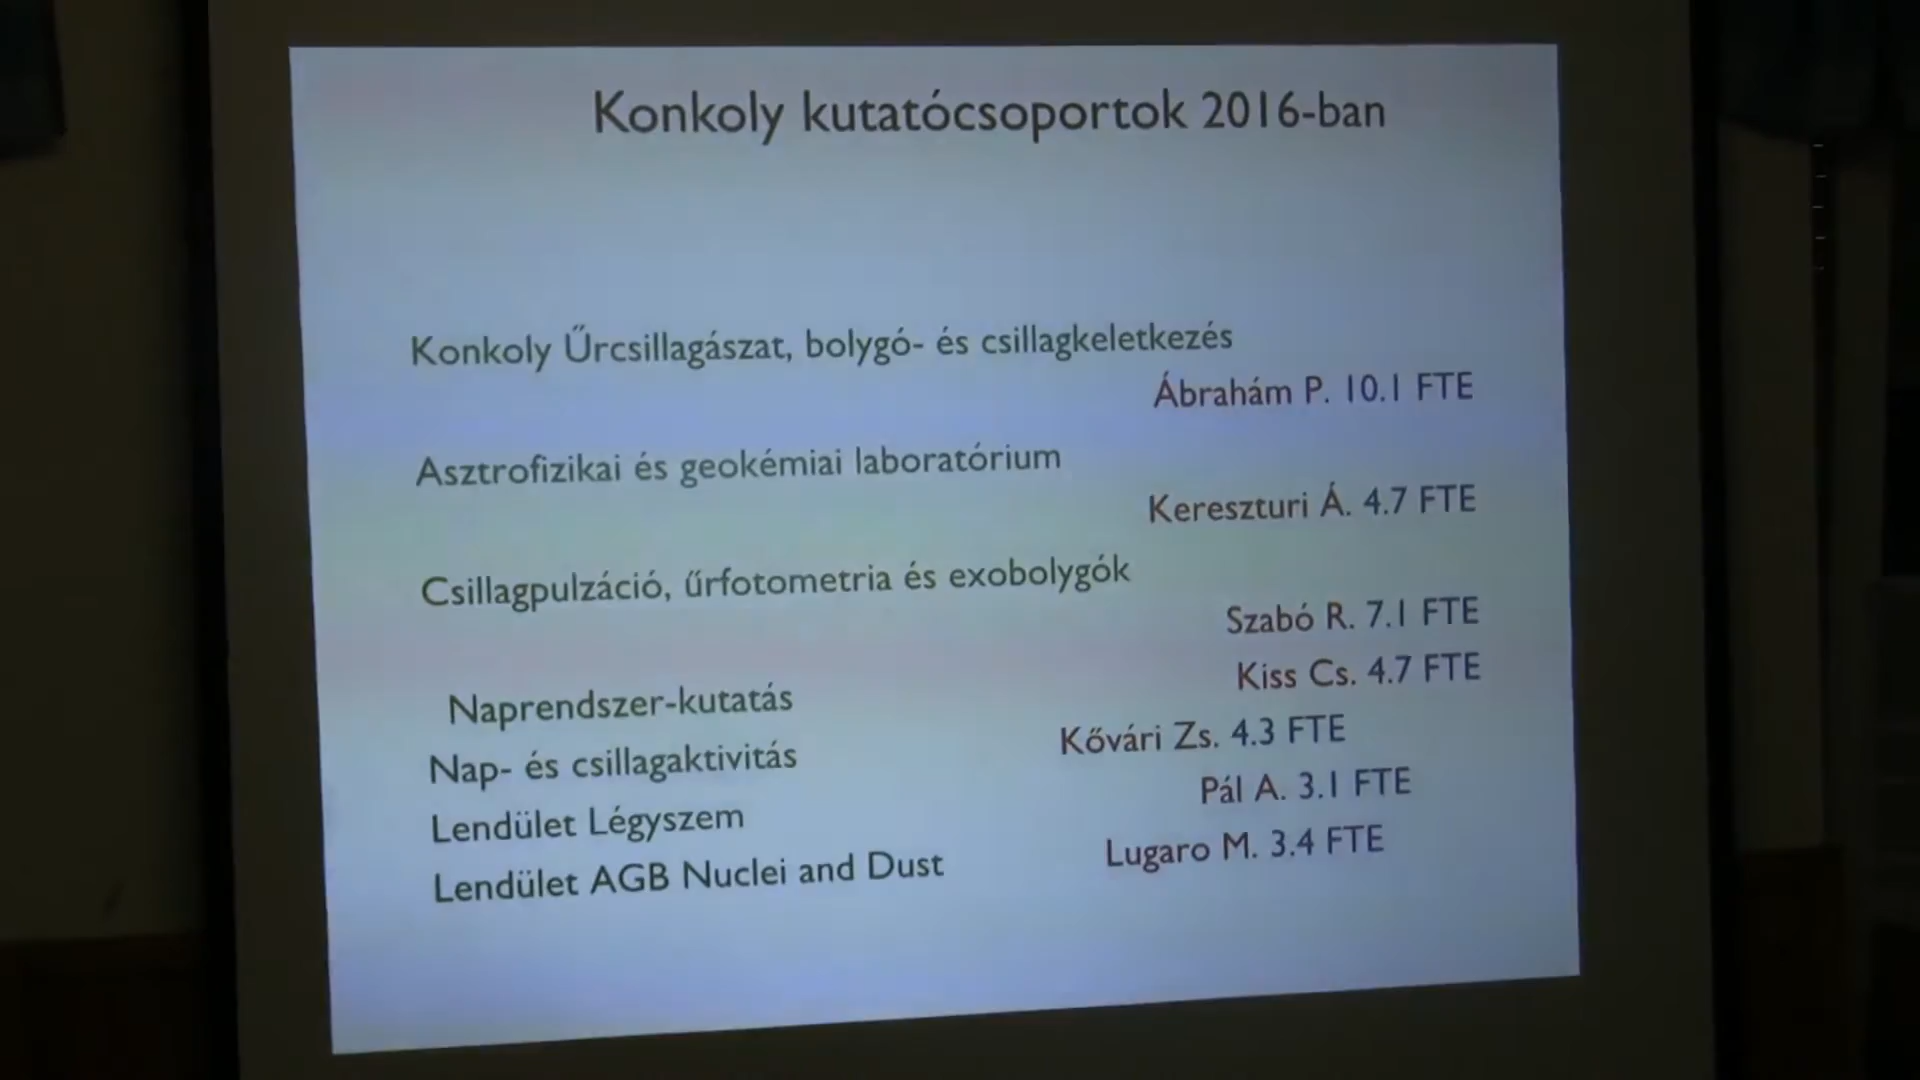 Konkoly kutatócsoportok 2016-ban
Konkoly Űrcsillagászat, bolygó- és csillagkeletkezés
Ábrahám P. 10.1 FTE
Asztrofizikai és geokémiai laboratórium
Kereszturi Á. 4.7 FTE
Csillagpulzáció, űrfotometria és exobolygók
Szabó R. 7.1 FTE
Naprendszer-kutatás Kiss Cs. 4.7 FTE
Nap- és csillagaktivitás Kővári Zs. 4.3 FTE
Lendület Légyszem Pál A. 3.1 FTE
Lendület AGB Nuclei and Dust Lugaro M. 3.4 FTE